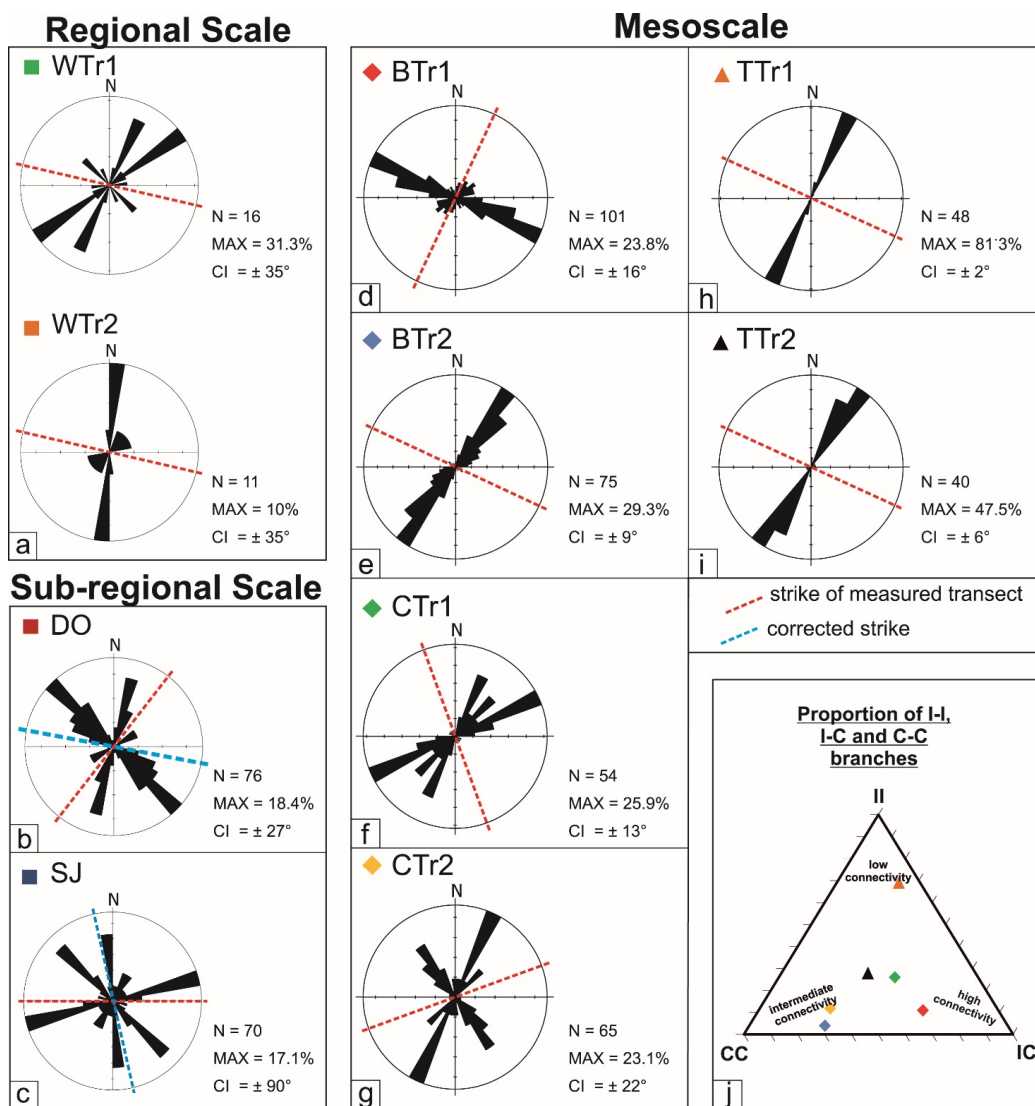 Regional Scale
WTr1
N
N = 16
MAX = 31.3%
CI = ± 35°
WTr2
N
N = 11
MAX = 10%
CI = ± 35°
a
Sub-regional Scale
DO
N
N = 76
MAX = 18.4%
CI = ± 27°
b
SJ
N
N = 70
MAX = 17.1%
CI = ± 90°
c
Mesoscale
BTr1
N
N = 101
MAX = 23.8%
CI = ± 16°
d
BTr2
N
N = 75
MAX = 29.3%
CI = ± 9°
e
CTr1
N
N = 54
MAX = 25.9%
CI = ± 13°
f
CTr2
N
N = 65
MAX = 23.1%
CI = ± 22°
g
TTr1
N
N = 48
MAX = 81·3%
CI = ± 2°
h
TTr2
N
N = 40
MAX = 47.5%
CI = ± 6°
i
strike of measured transect
corrected strike
Proportion of I-I,
I-C and C-C
branches
II
low
connectivity
intermediate
connectivity
high
connectivity
CC
IC
j